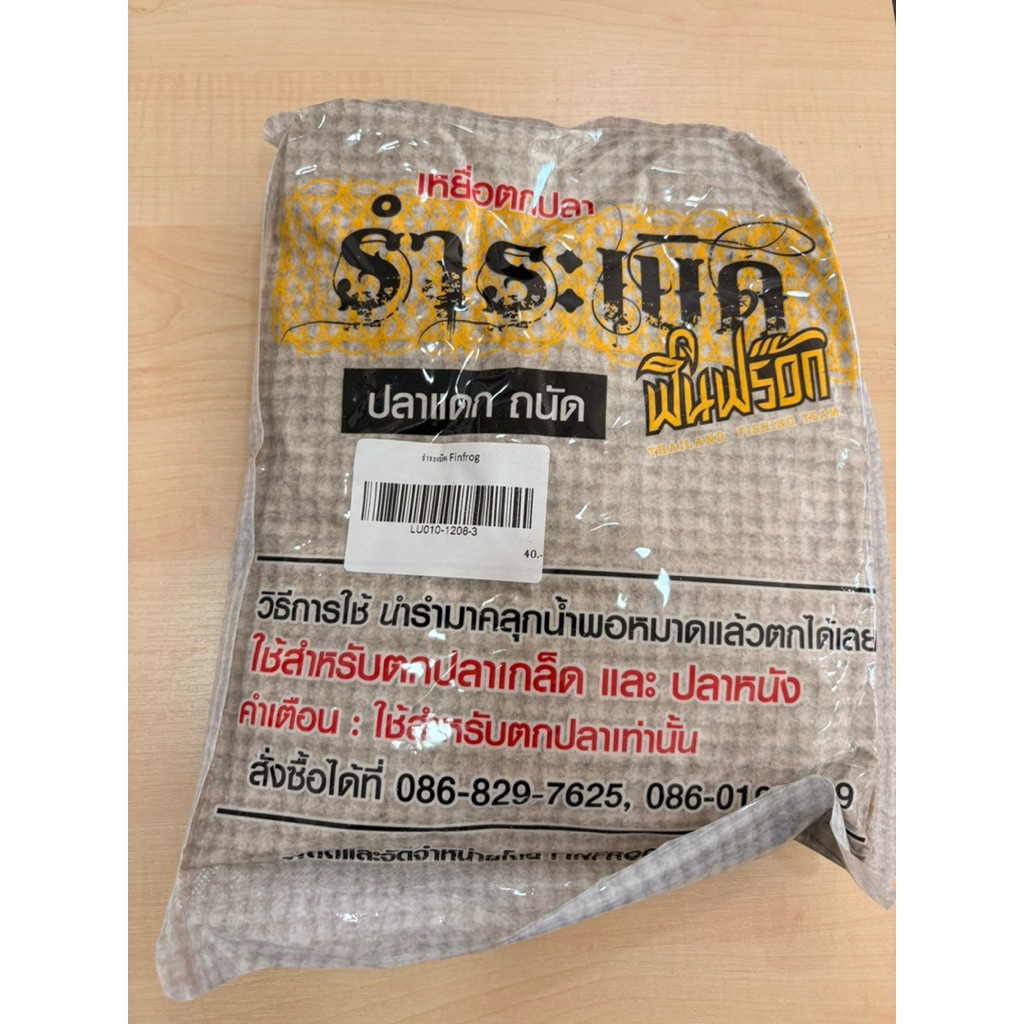 เหยื่อตกปลา
รำระเบิด
ฟินฟร็อก
THAILAND FISHING TEAM
ปลาแดก ถนัด
รำระเบิด Finfrog
LU010-1208-3
40.-
วิธีการใช้ นำรำมาคลุกน้ำพอหมาดแล้วตกได้เลย
ใช้สำหรับตกปลาเกล็ด และ ปลาหนัง
คำเตือน : ใช้สำหรับตกปลาเท่านั้น
สั่งซื้อได้ที่ 086-829-7625,